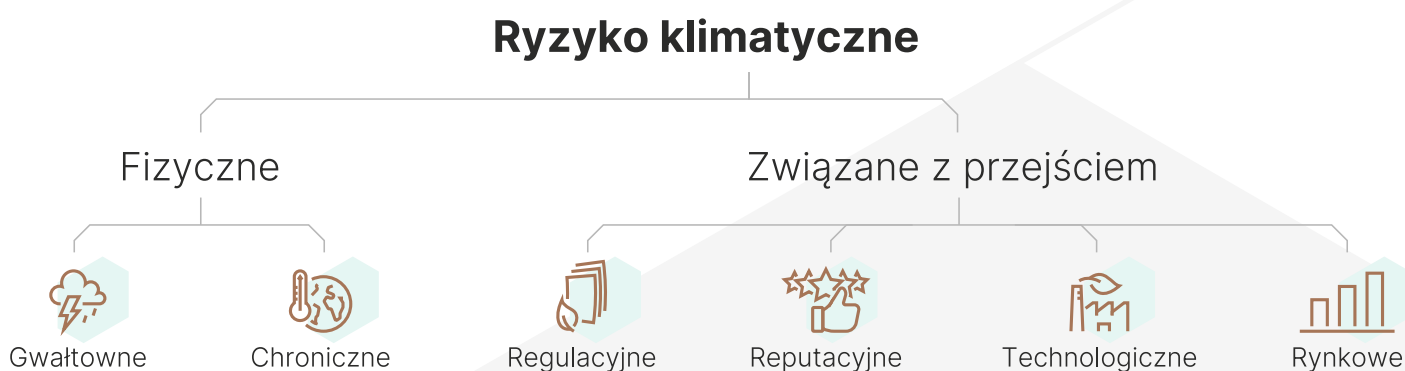 Ryzyko klimatyczne
Fizyczne
Związane z przejściem
Gwałtowne
Chroniczne
Regulacyjne
Reputacyjne
Technologiczne
Rynkowe